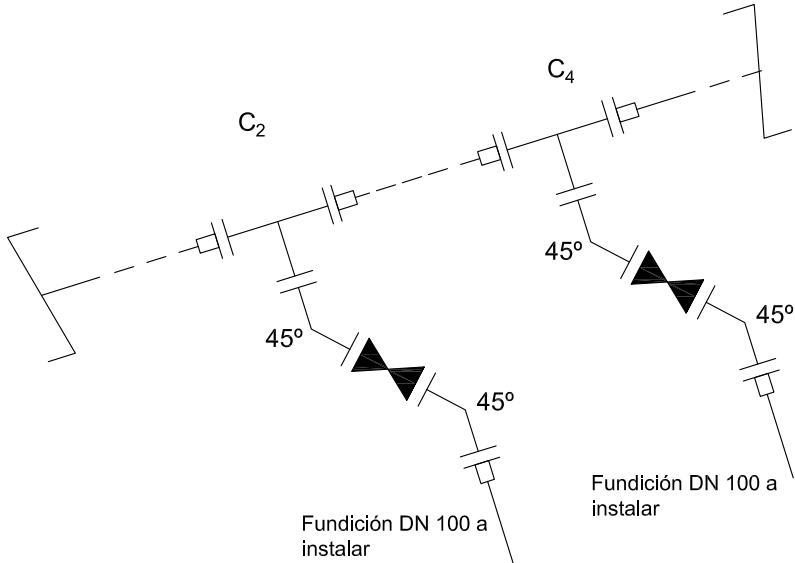 C₄
C₂
45º
45º
45º
45º
Fundición DN 100 a
instalar
Fundición DN 100 a
instalar